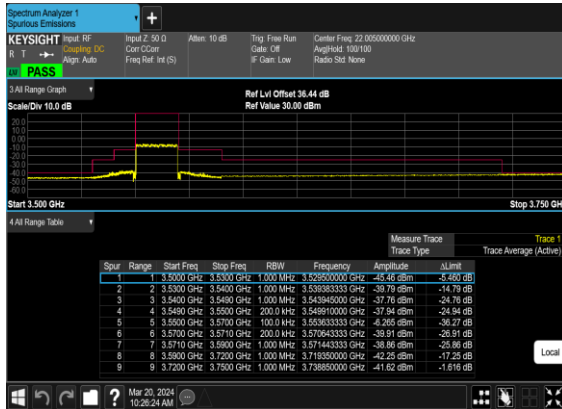 Spectrum Analyzer 1
Spurious Emissions
+
KEYSIGHT Input: RF Input Z: 50 Ω Atten: 10 dB Trig: Free Run Center Freq: 22.005000000 GHz
R T Coupling: DC Corr CCorr Gate: Off Avg|Hold: 100/100
Align: Auto Freq Ref: Int (S) IF Gain: Low Radio Std: None
LXI PASS
3 All Range Graph
Ref Lvl Offset 36.44 dB
Scale/Div 10.0 dB Ref Value 30.00 dBm
20.0
10.0
0.00
-10.0
-20.0
-30.0
-40.0
-50.0
-60.0
Start 3.500 GHz Stop 3.750 GH
4 All Range Table
Measure Trace Trace 1
Trace Type Trace Average (Active)
Spur Range Start Freq Stop Freq RBW Frequency Amplitude ΔLimit
1 1 3.5000 GHz 3.5300 GHz 1.000 MHz 3.529500000 GHz -45.46 dBm -5.460 dB
2 2 3.5300 GHz 3.5400 GHz 1.000 MHz 3.539383333 GHz -39.79 dBm -14.79 dB
3 3 3.5400 GHz 3.5490 GHz 1.000 MHz 3.543945000 GHz -37.76 dBm -24.76 dB
4 4 3.5490 GHz 3.5500 GHz 200.0 kHz 3.549910000 GHz -37.94 dBm -24.94 dB
5 5 3.5500 GHz 3.5700 GHz 100.0 kHz 3.553633333 GHz -6.265 dBm -36.27 dB
6 6 3.5700 GHz 3.5710 GHz 200.0 kHz 3.570643333 GHz -39.91 dBm -26.91 dB
7 7 3.5710 GHz 3.5900 GHz 1.000 MHz 3.571443333 GHz -38.86 dBm -25.86 dB
8 8 3.5900 GHz 3.7200 GHz 1.000 MHz 3.719350000 GHz -42.25 dBm -17.25 dB
9 9 3.7200 GHz 3.7500 GHz 1.000 MHz 3.738850000 GHz -41.62 dBm -1.616 dB
Local
? Mar 20, 2024
10:26:24 AM